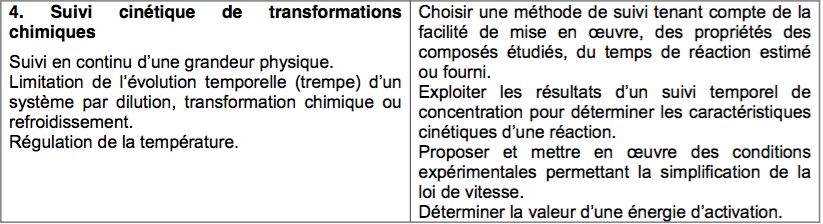 4. Suivi cinétique de transformations
chimiques
Suivi en continu d’une grandeur physique.
Limitation de l’évolution temporelle (trempe) d’un
système par dilution, transformation chimique ou
refroidissement.
Régulation de la température.
Choisir une méthode de suivi tenant compte de la
facilité de mise en œuvre, des propriétés des
composés étudiés, du temps de réaction estimé
ou fourni.
Exploiter les résultats d’un suivi temporel de
concentration pour déterminer les caractéristiques
cinétiques d’une réaction.
Proposer et mettre en œuvre des conditions
expérimentales permettant la simplification de la
loi de vitesse.
Déterminer la valeur d’une énergie d’activation.